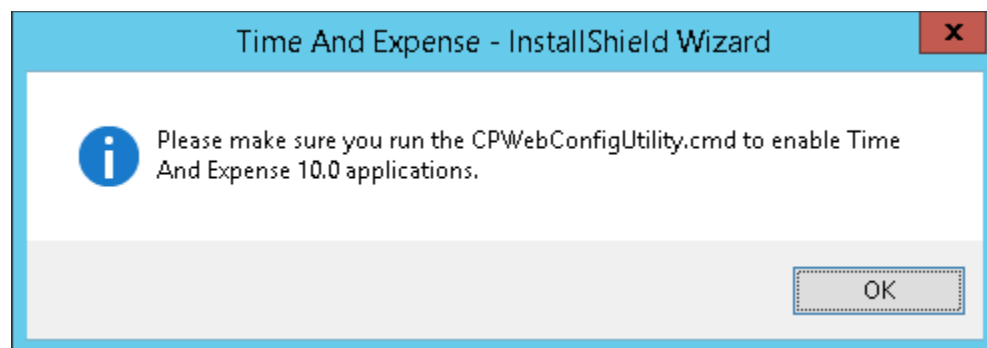 Time And Expense - InstallShield Wizard
x
Please make sure you run the CPWebConfigUtility.cmd to enable Time
And Expense 10.0 applications.
OK